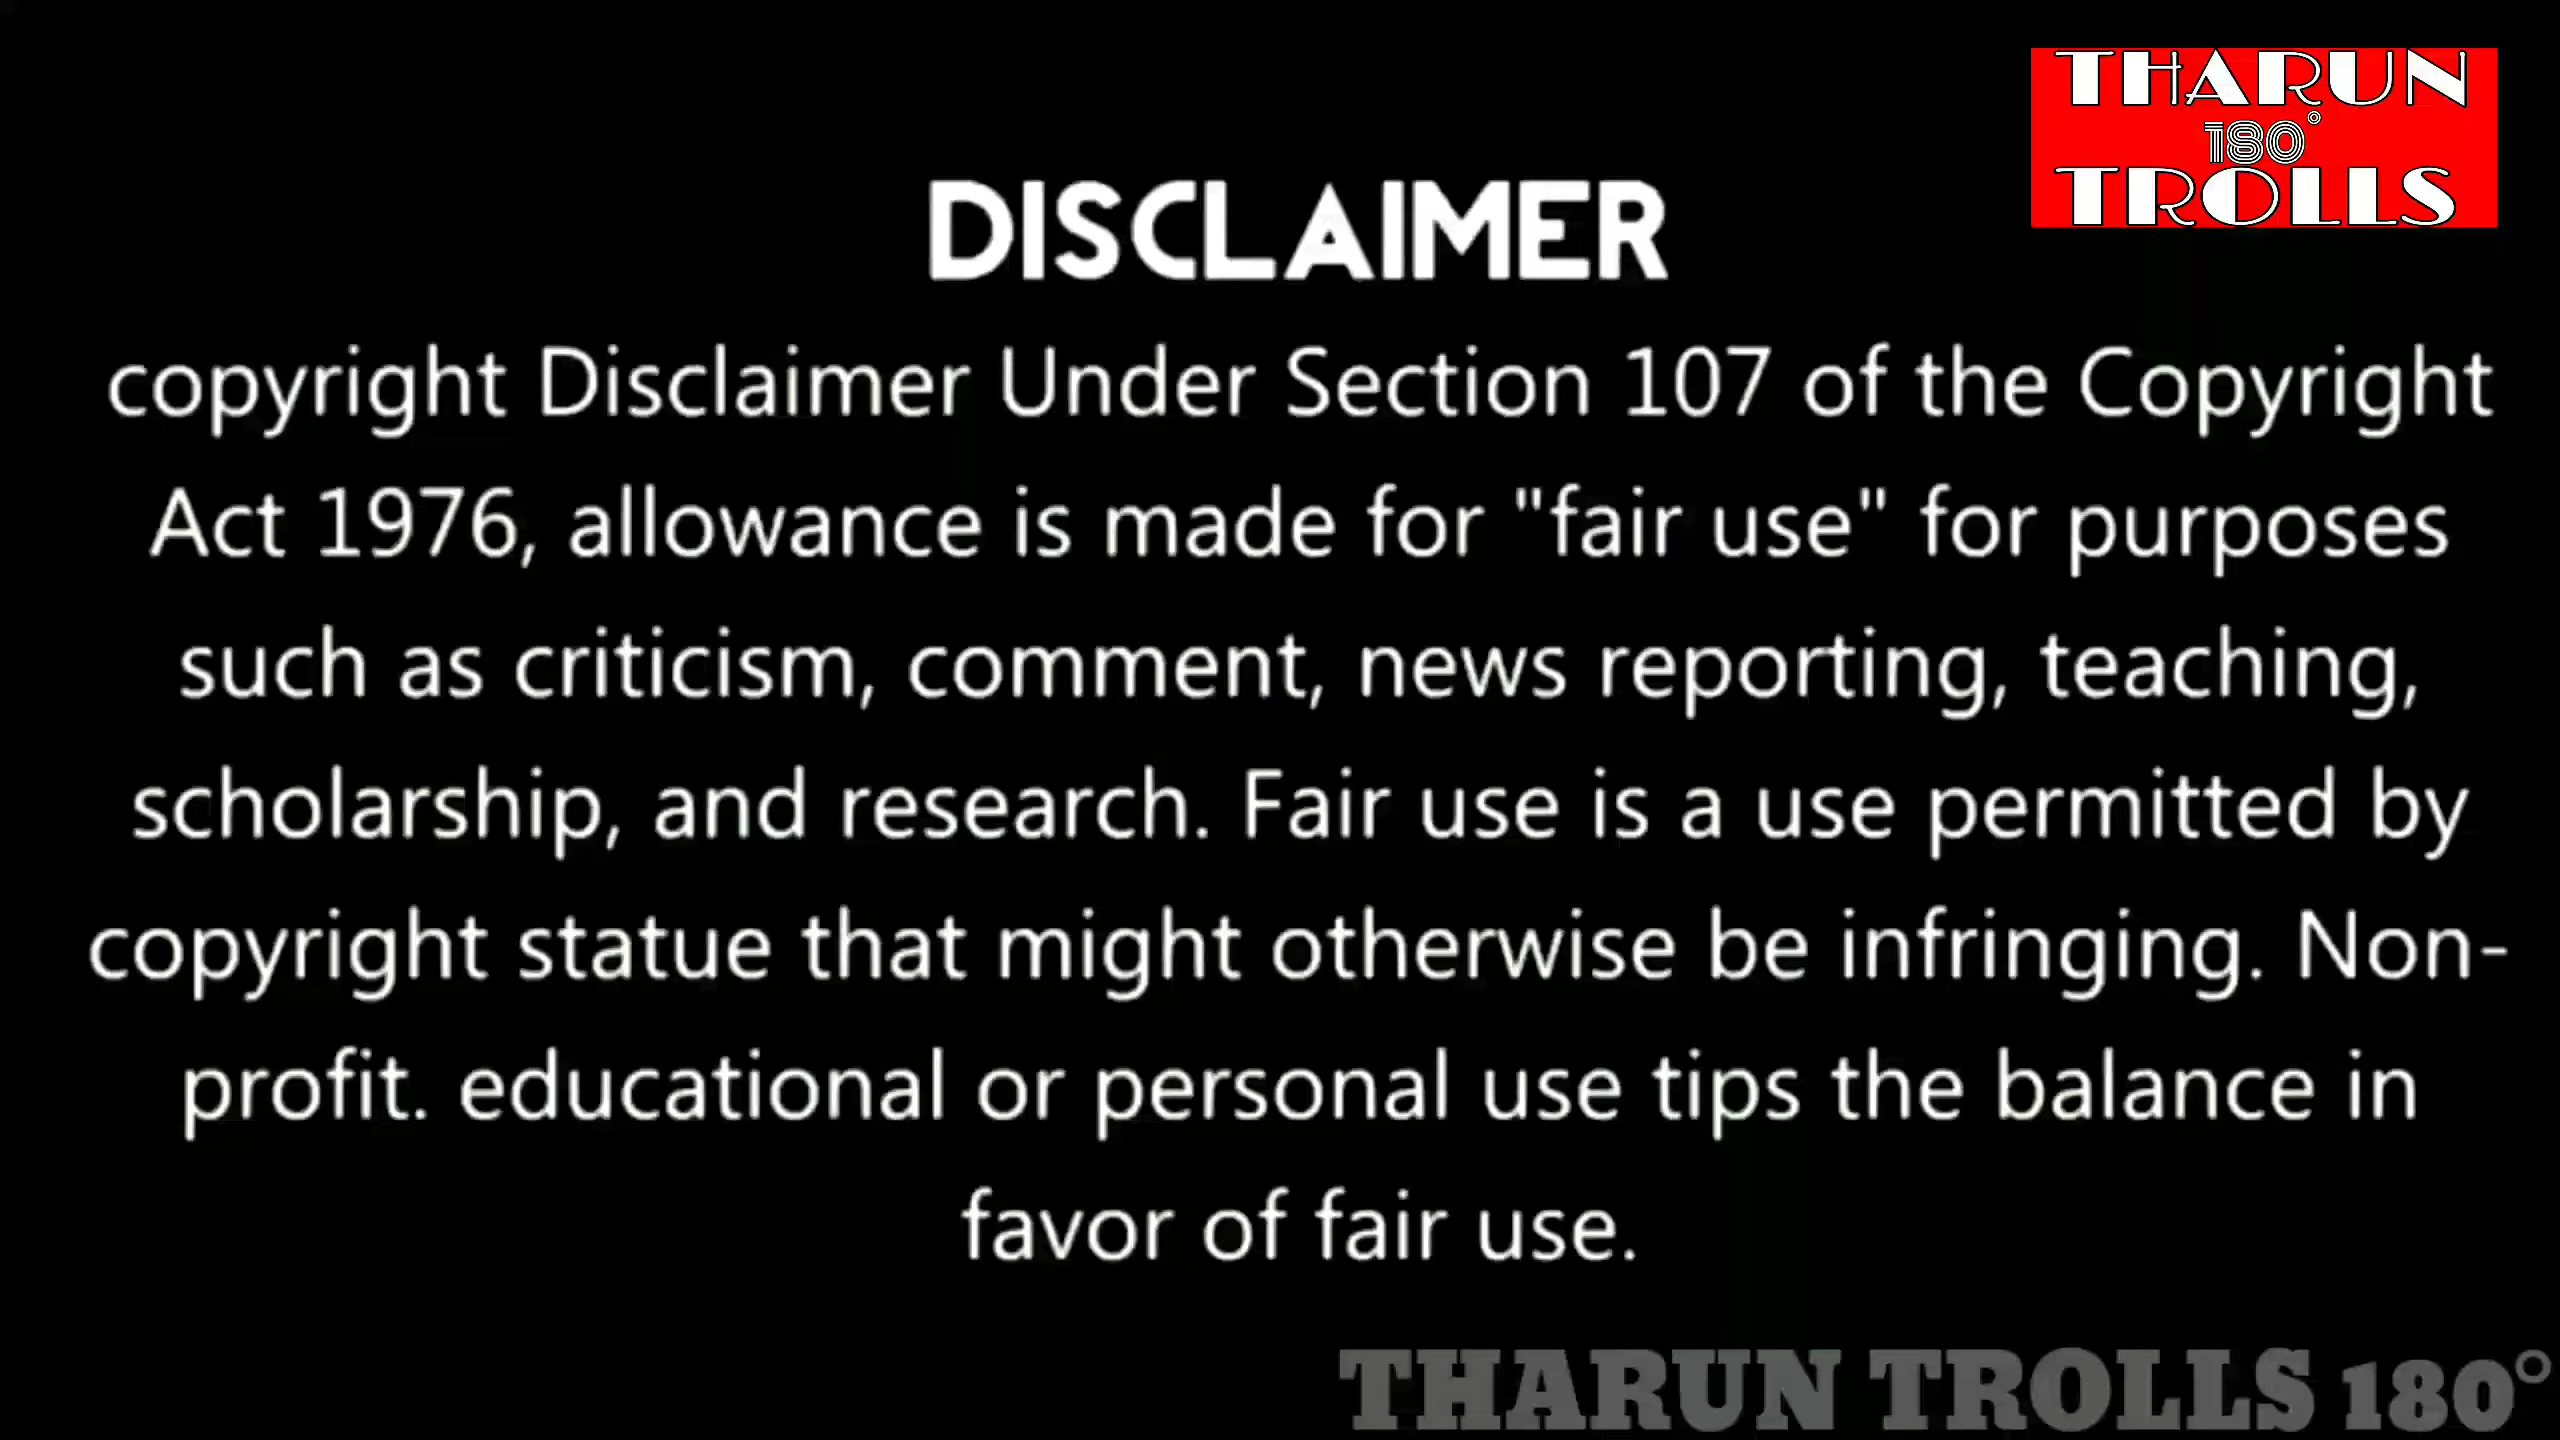 THARUN
180°
TROLLS
DISCLAIMER
copyright Disclaimer Under Section 107 of the Copyright
Act 1976, allowance is made for "fair use" for purposes
such as criticism, comment, news reporting, teaching,
scholarship, and research. Fair use is a use permitted by
copyright statue that might otherwise be infringing. Non-
profit. educational or personal use tips the balance in
favor of fair use.
THARUN TROLLS 180°